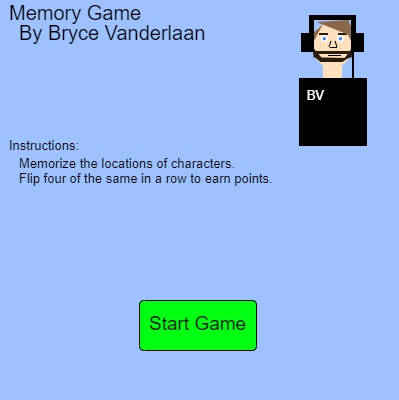 Memory Game
By Bryce Vanderlaan
BV
Instructions:
Memorize the locations of characters.
Flip four of the same in a row to earn points.
Start Game